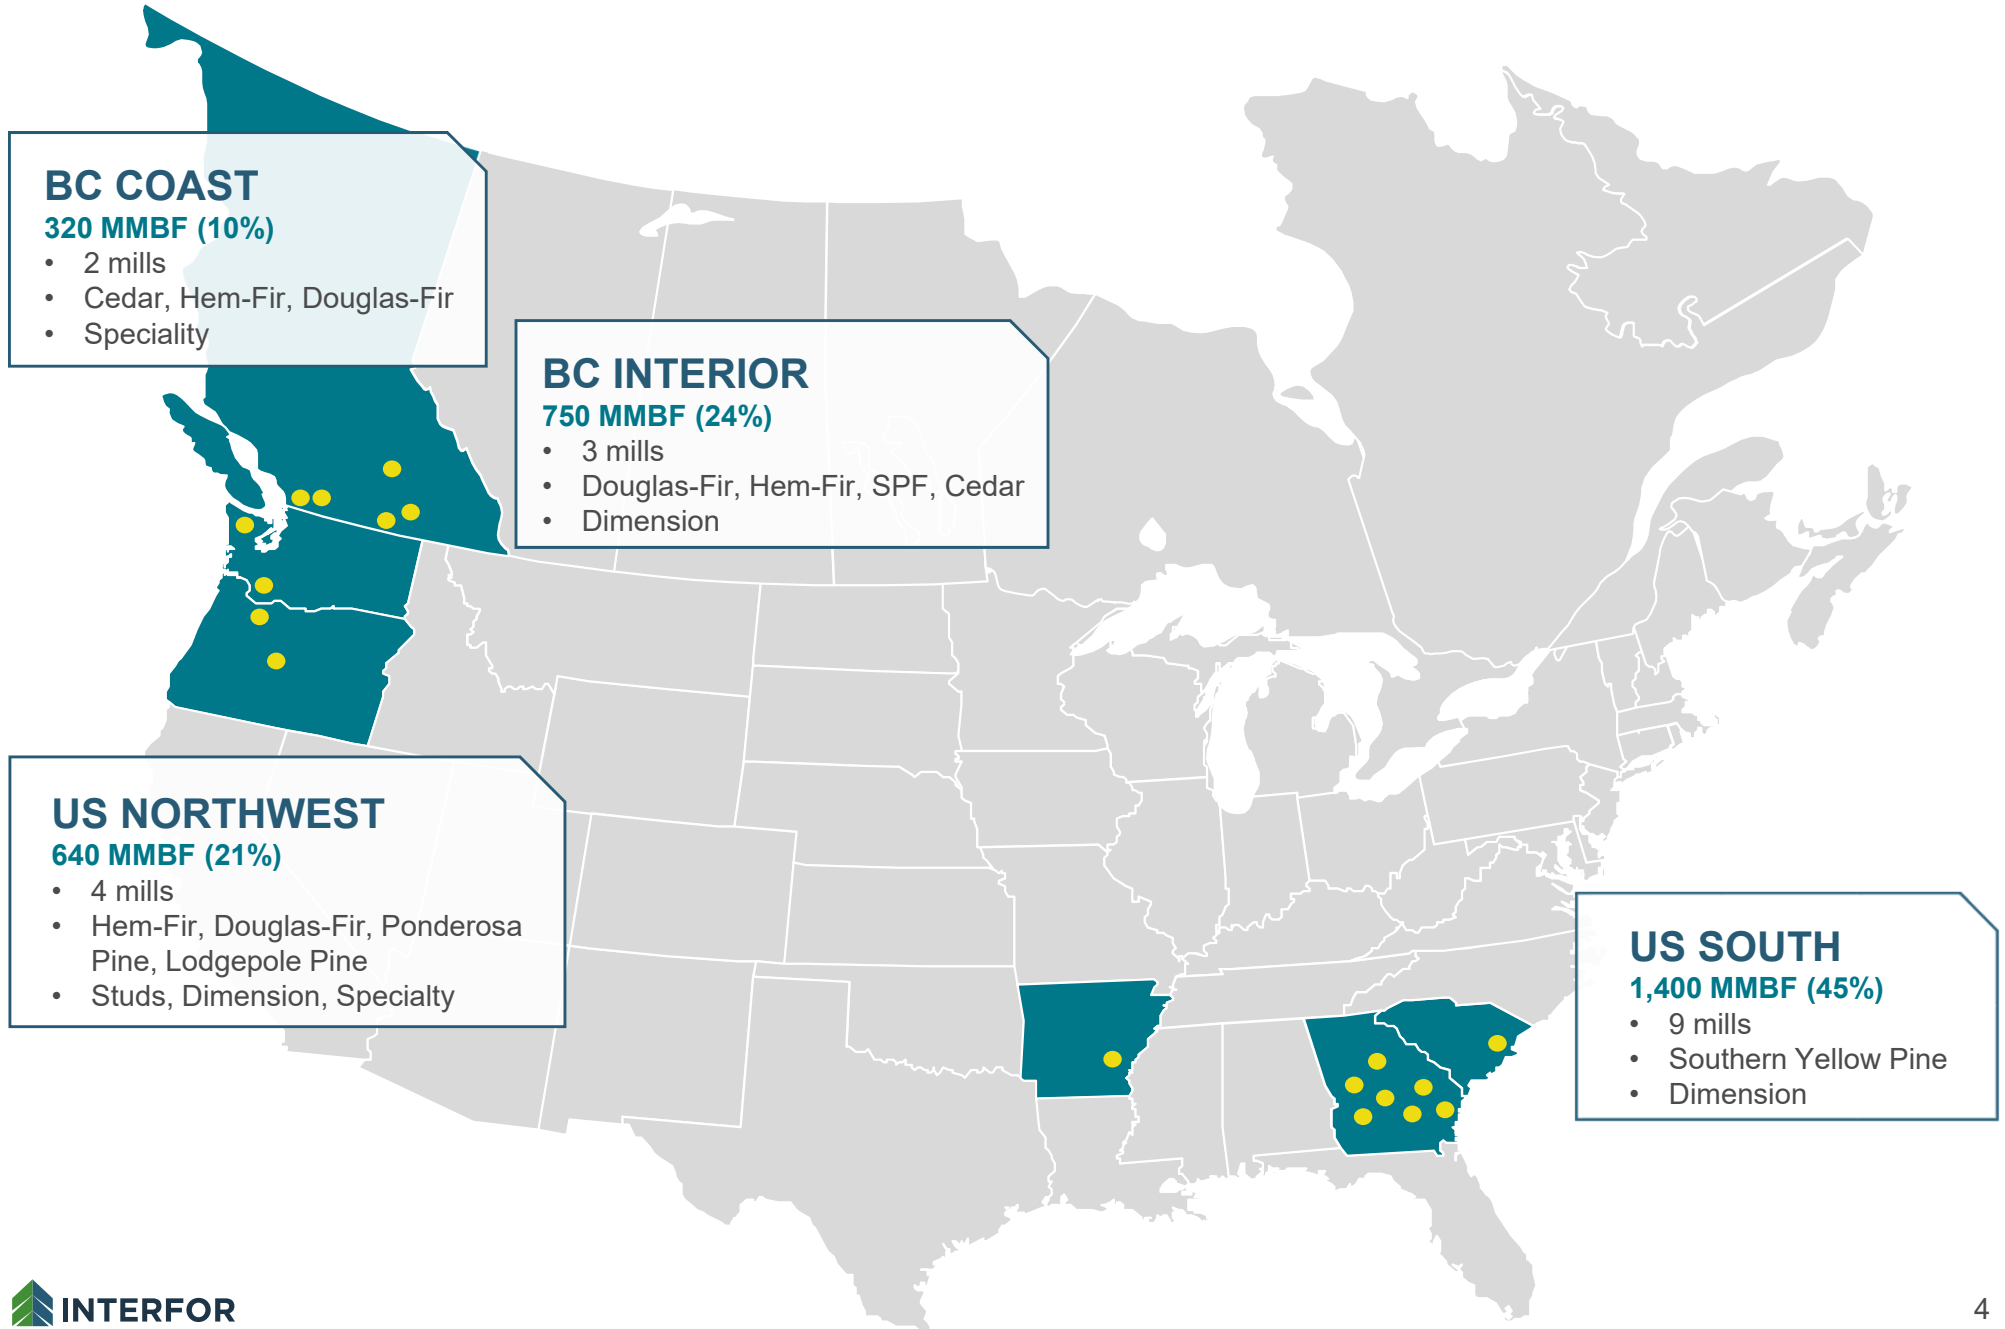 BC COAST
320 MMBF (10%)
• 2 mills
• Cedar, Hem-Fir, Douglas-Fir
• Speciality
BC INTERIOR
750 MMBF (24%)
• 3 mills
• Douglas-Fir, Hem-Fir, SPF, Cedar
• Dimension
US NORTHWEST
640 MMBF (21%)
• 4 mills
• Hem-Fir, Douglas-Fir, Ponderosa
Pine, Lodgepole Pine
• Studs, Dimension, Specialty
US SOUTH
1,400 MMBF (45%)
• 9 mills
• Southern Yellow Pine
• Dimension
INTERFOR
4